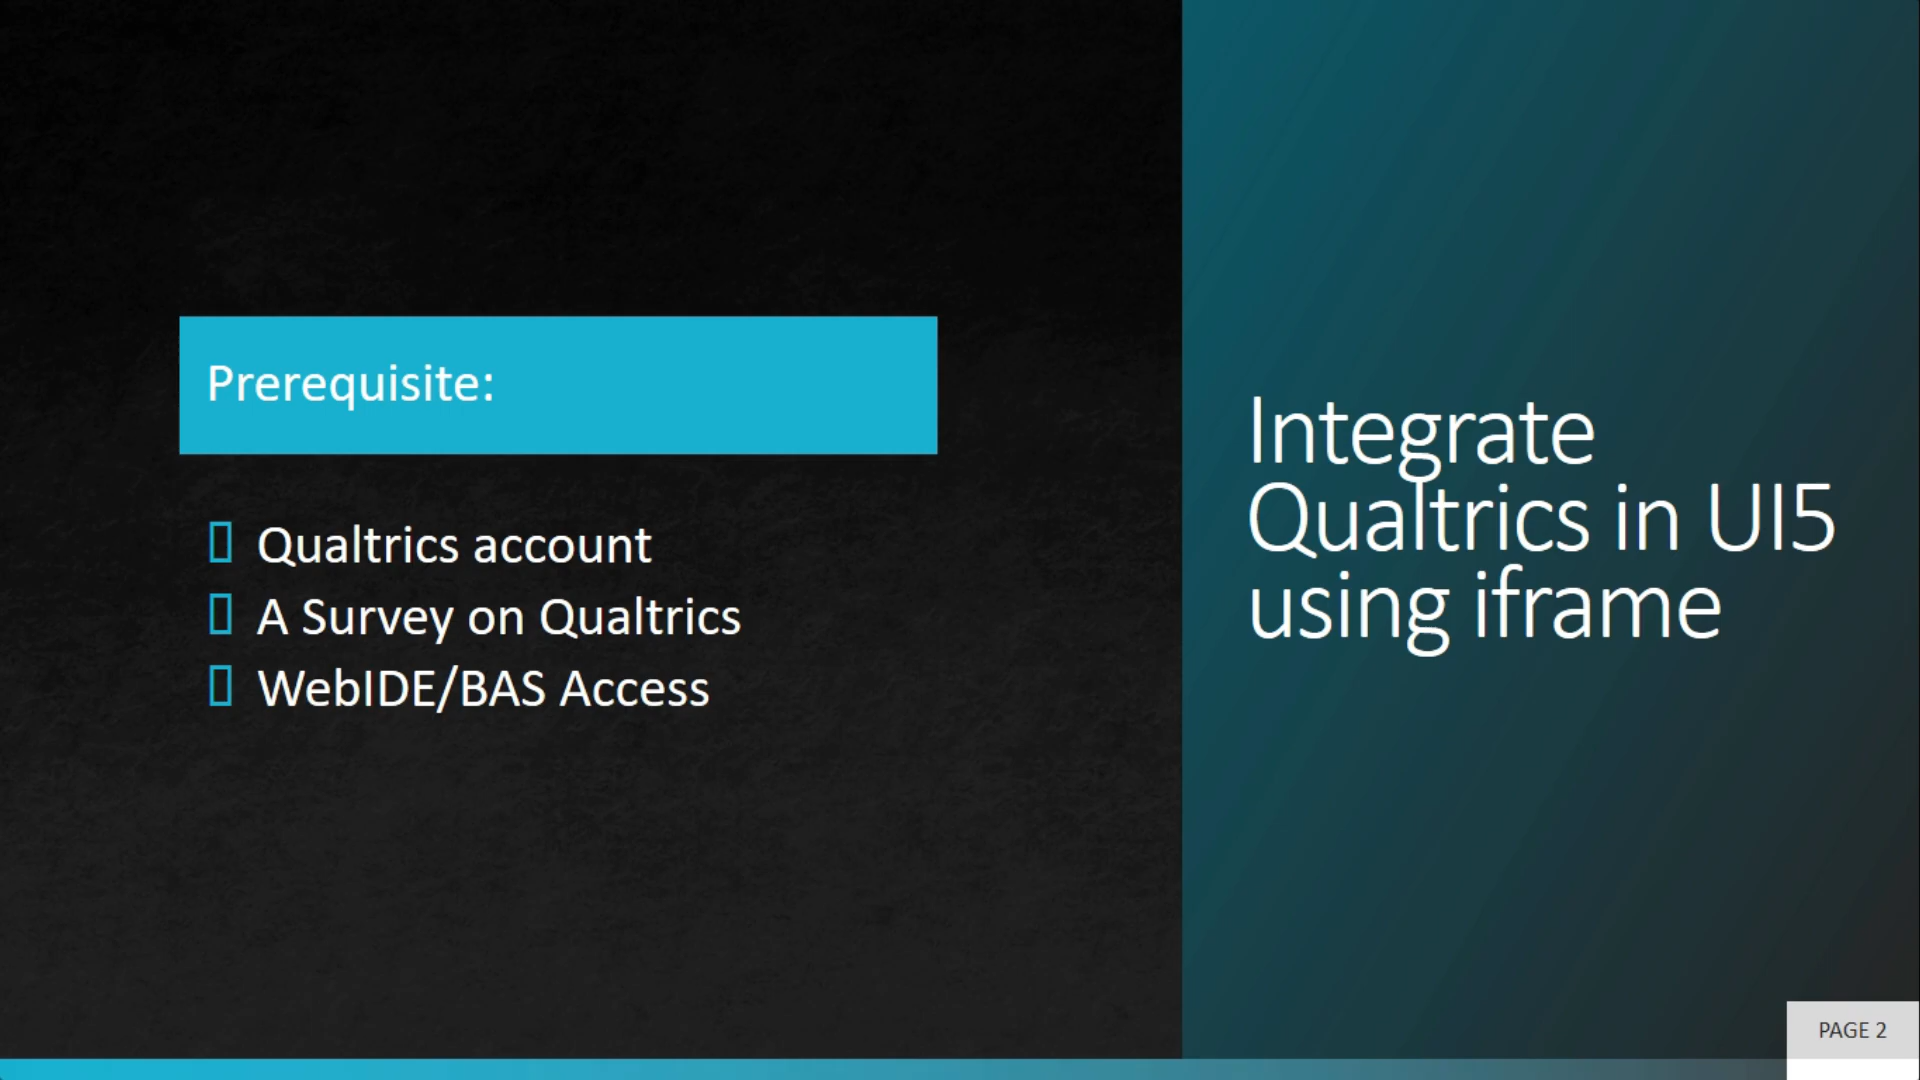 Prerequisite:
Qualtrics account
A Survey on Qualtrics
WebIDE/BAS Access
Integrate
Qualtrics in UI5
using iframe
PAGE 2